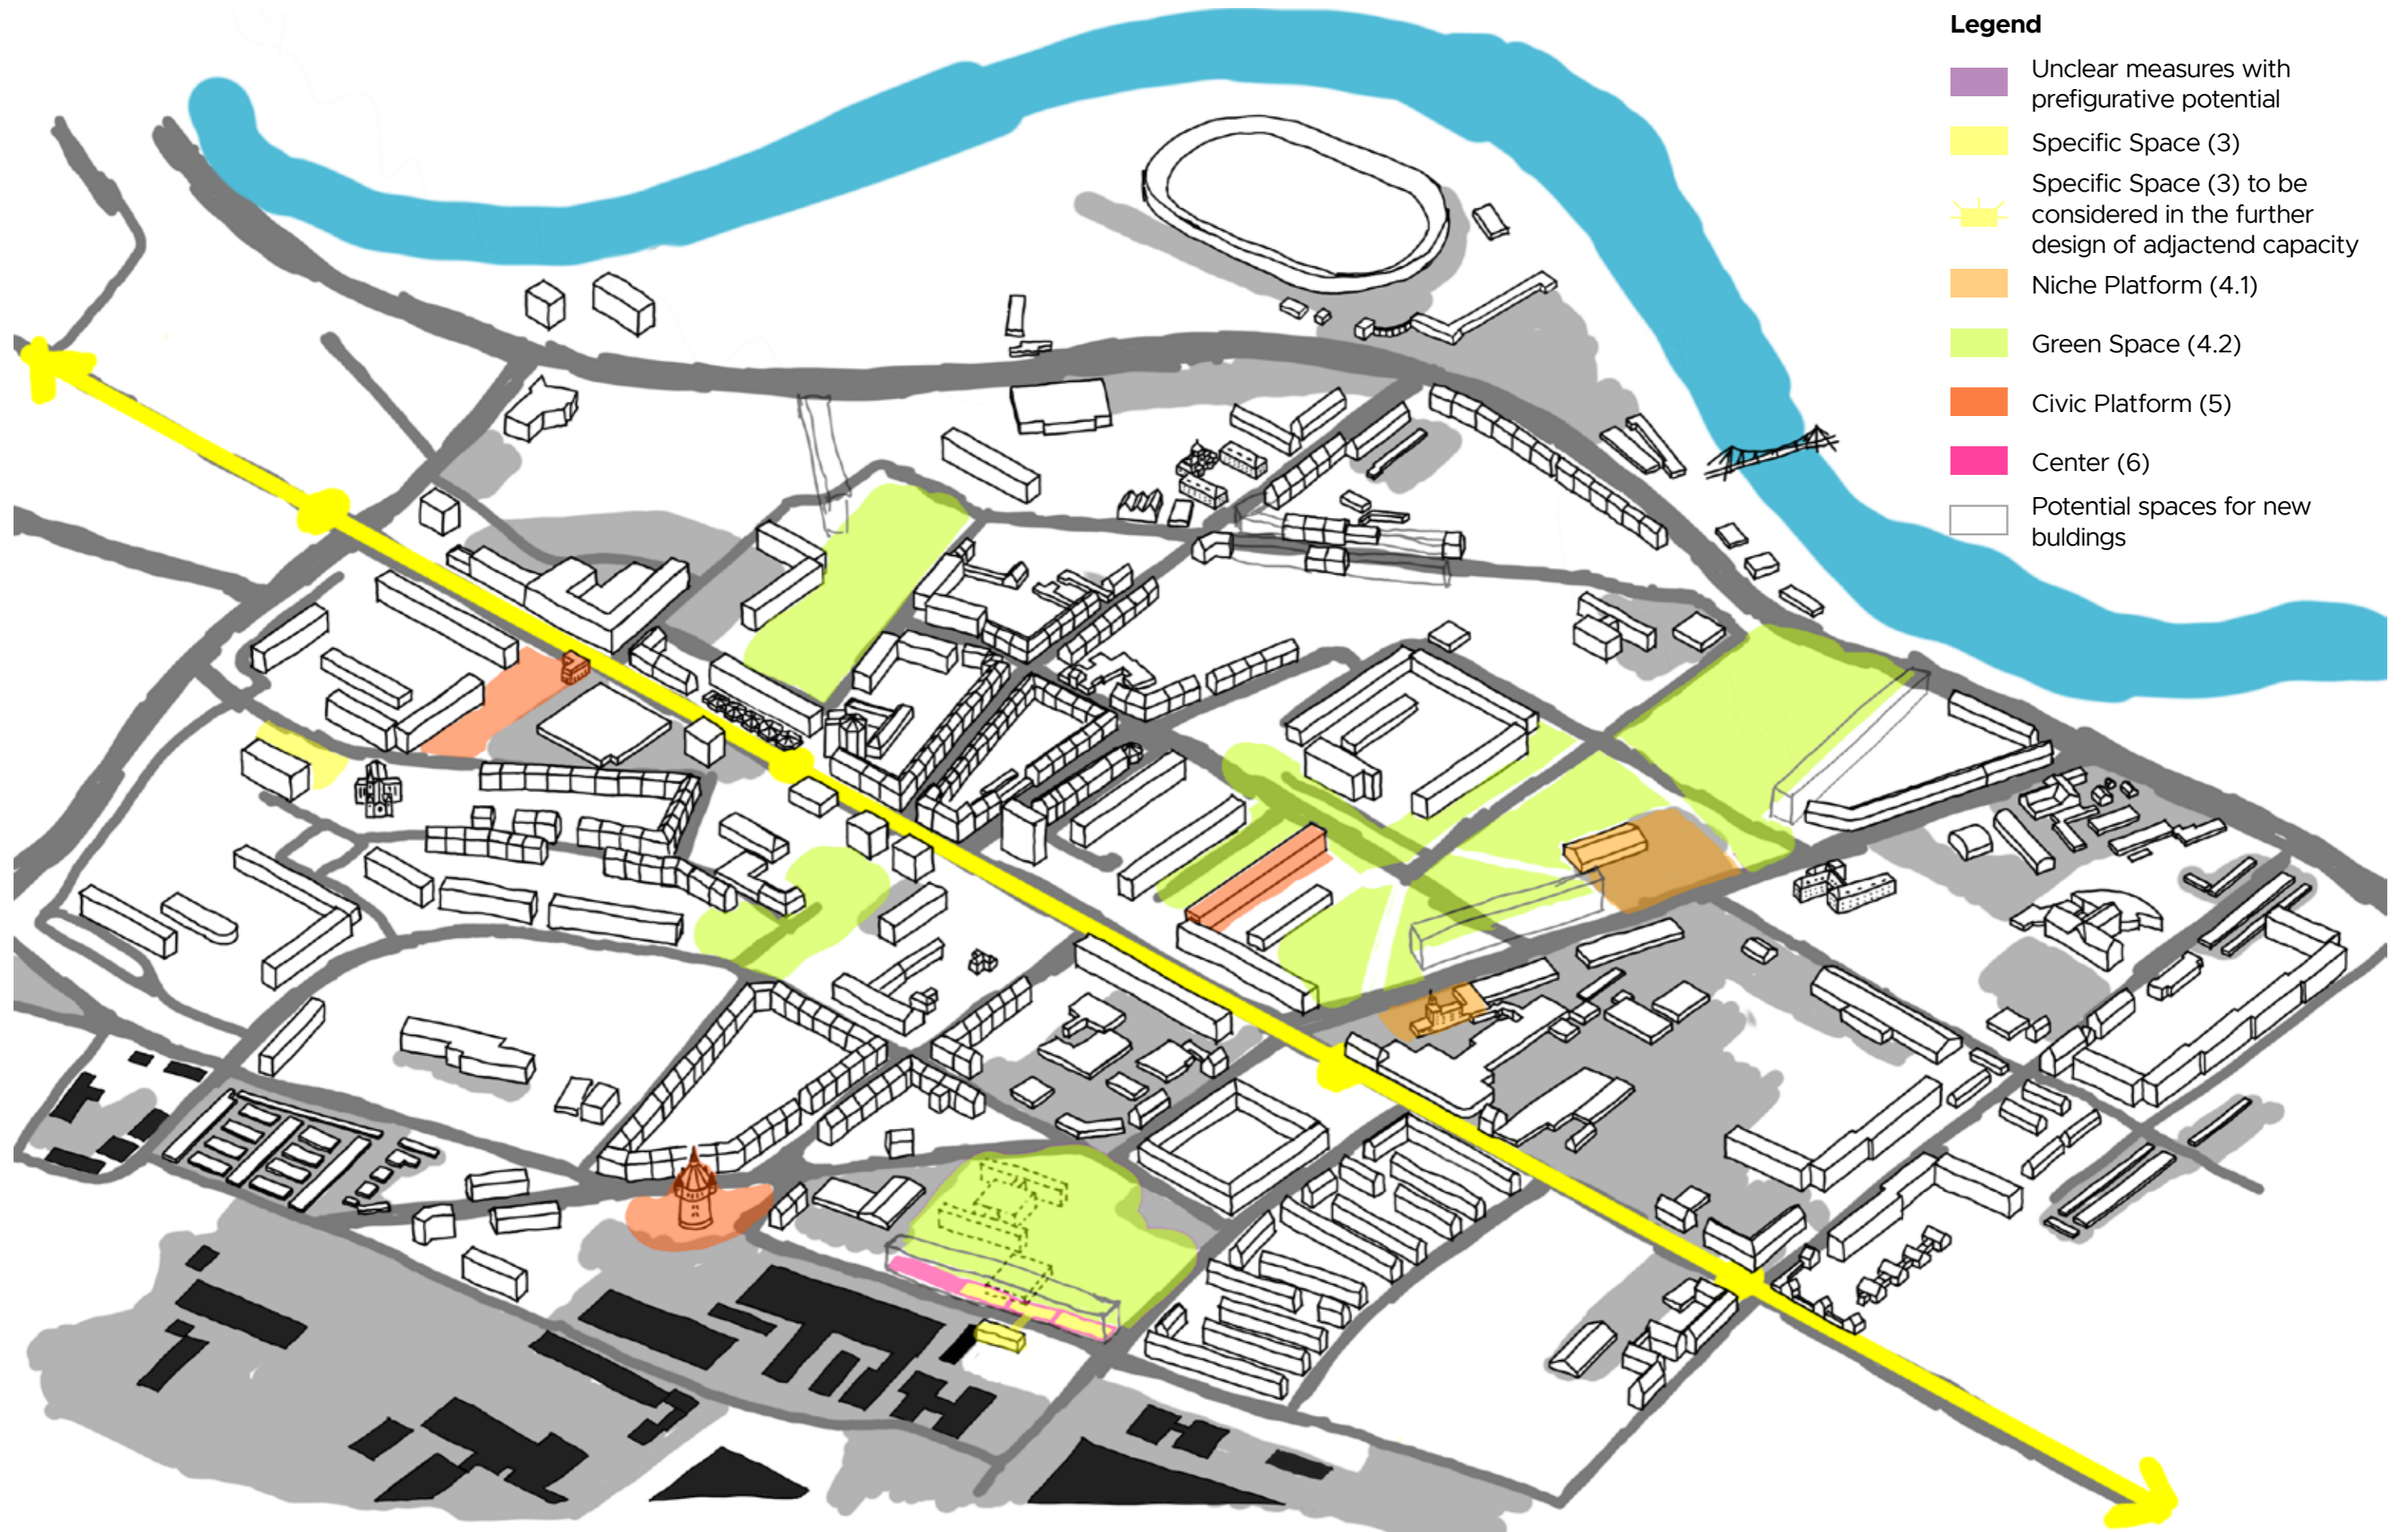 Legend
Unclear measures with
prefigurative potential
Specific Space (3)
Specific Space (3) to be
considered in the further
design of adjactend capacity
Niche Platform (4.1)
Green Space (4.2)
Civic Platform (5)
Center (6)
Potential spaces for new
buldings